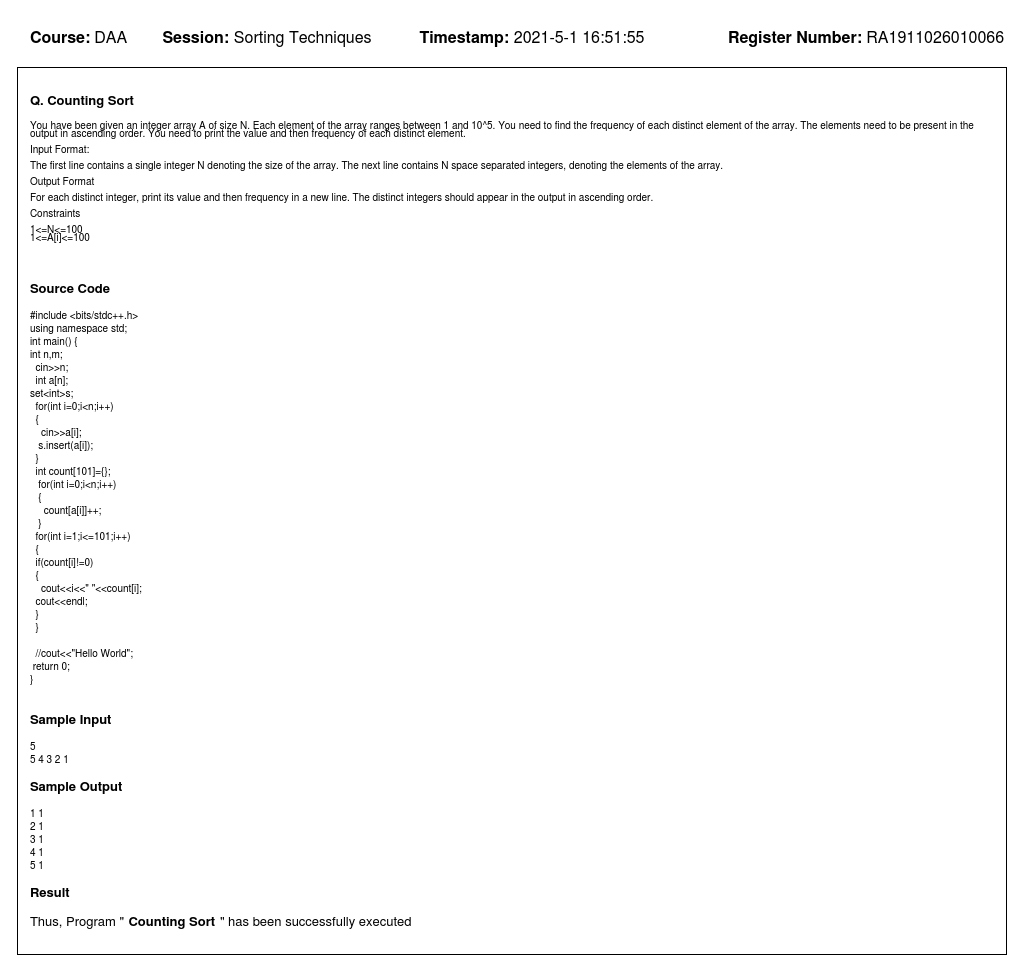 Course: DAA Session: Sorting Techniques Timestamp: 2021-5-1 16:51:55 Register Number: RA1911026010066
Q. Counting Sort
You have been given an integer array A of size N. Each element of the array ranges between 1 and 10^5. You need to find the frequency of each distinct element of the array. The elements need to be present in the
output in ascending order. You need to print the value and then frequency of each distinct element.
Input Format:
The first line contains a single integer N denoting the size of the array. The next line contains N space separated integers, denoting the elements of the array.
Output Format
For each distinct integer, print its value and then frequency in a new line. The distinct integers should appear in the output in ascending order.
Constraints
1<=N<=100
1<=A[i]<=100
Source Code
#include <bits/stdc++.h>
using namespace std;
int main() {
int n,m;
cin>>n;
int a[n];
set<int>s;
for(int i=0;i<n;i++)
{
cin>>a[i];
s.insert(a[i]);
}
int count[101]={};
for(int i=0;i<n;i++)
{
count[a[i]]++;
}
for(int i=1;i<=101;i++)
{
if(count[i]!=0)
{
cout<<i<<" "<<count[i];
cout<<endl;
}
}
//cout<<"Hello World";
return 0;
}
Sample Input
5
5 4 3 2 1
Sample Output
1 1
2 1
3 1
4 1
5 1
Result
Thus, Program " Counting Sort " has been successfully executed